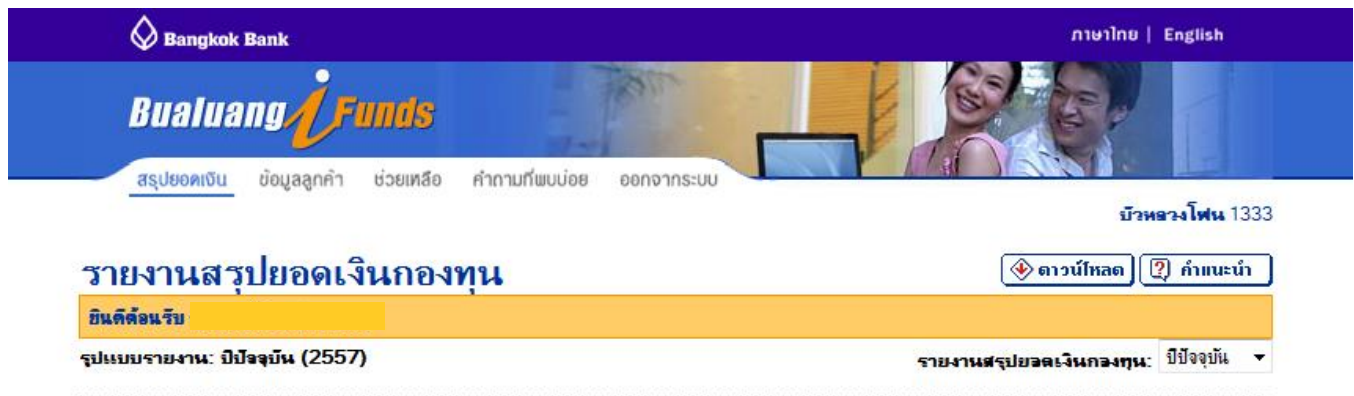 Bangkok Bank
ภาษาไทย | English
Bualuang iFunds
สรุปยอดเงิน ข้อมูลลูกค้า ช่วยเหลือ คำถามที่พบบ่อย ออกจากระบบ
บัวหลวงโฟน 1333
รายงานสรุปยอดเงินกองทุน
ดาวน์โหลด ? คำแนะนำ
ยินดีต้อนรับ
รูปแบบรายงาน: ปีปัจจุบัน (2557)
รายงานสรุปยอดเงินกองทุน: ปีปัจจุบัน